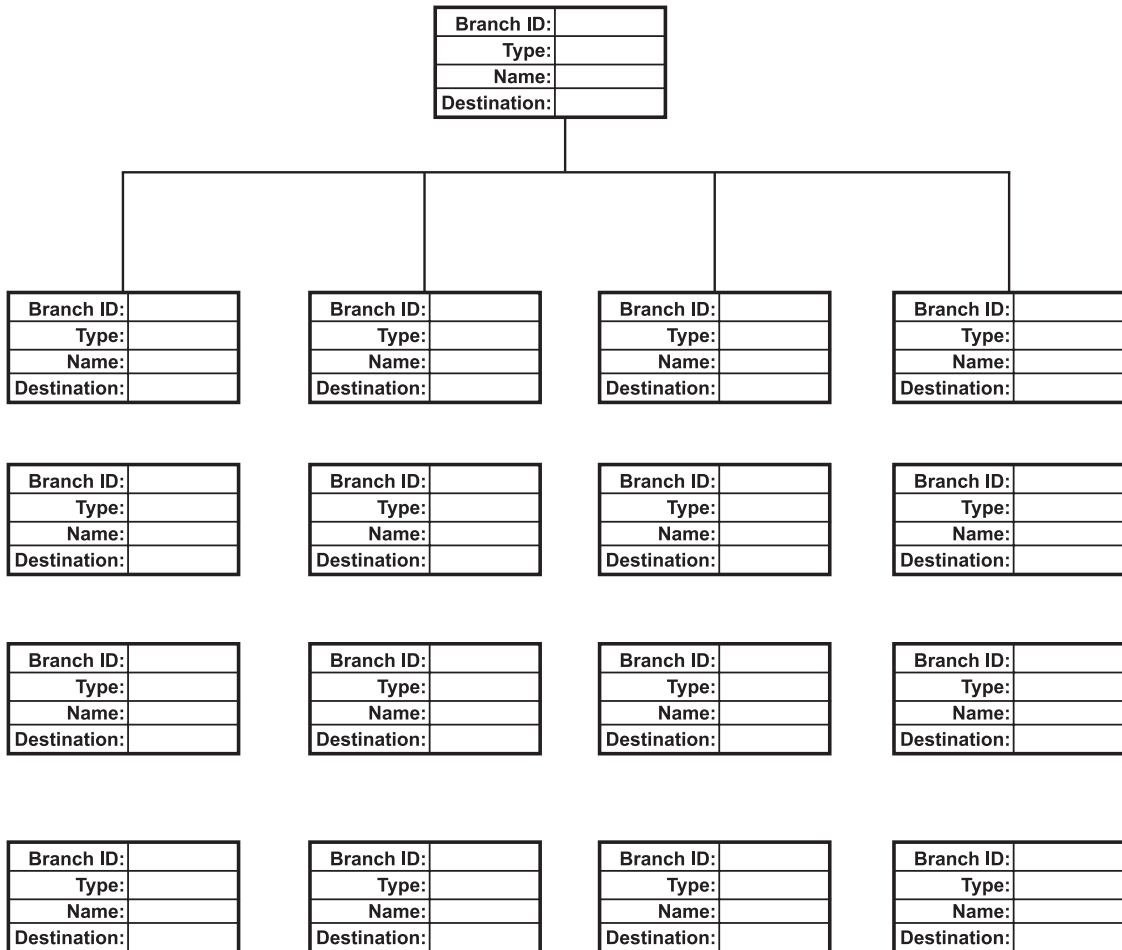 Branch ID:
Type:
Name:
Destination:
Branch ID: Branch ID: Branch ID: Branch ID:
Type: Type: Type: Type:
Name: Name: Name: Name:
Destination: Destination: Destination: Destination:
Branch ID: Branch ID: Branch ID: Branch ID:
Type: Type: Type: Type:
Name: Name: Name: Name:
Destination: Destination: Destination: Destination:
Branch ID: Branch ID: Branch ID: Branch ID:
Type: Type: Type: Type:
Name: Name: Name: Name:
Destination: Destination: Destination: Destination:
Branch ID: Branch ID: Branch ID: Branch ID:
Type: Type: Type: Type:
Name: Name: Name: Name:
Destination: Destination: Destination: Destination: